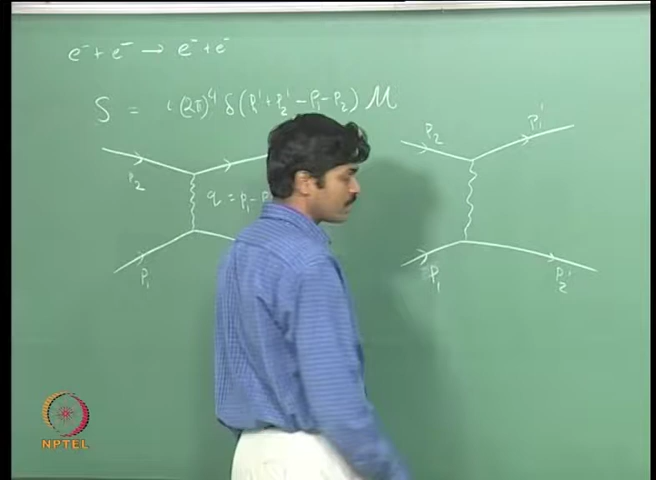 e⁻ + e⁻ → e⁻ + e⁻
S = i (2π)⁴ δ(p₁' + p₂' - p₁ - p₂) M
p₂
q = p₁ - p
p₁
p₂
p₁'
p₁
p₂'
NPTEL